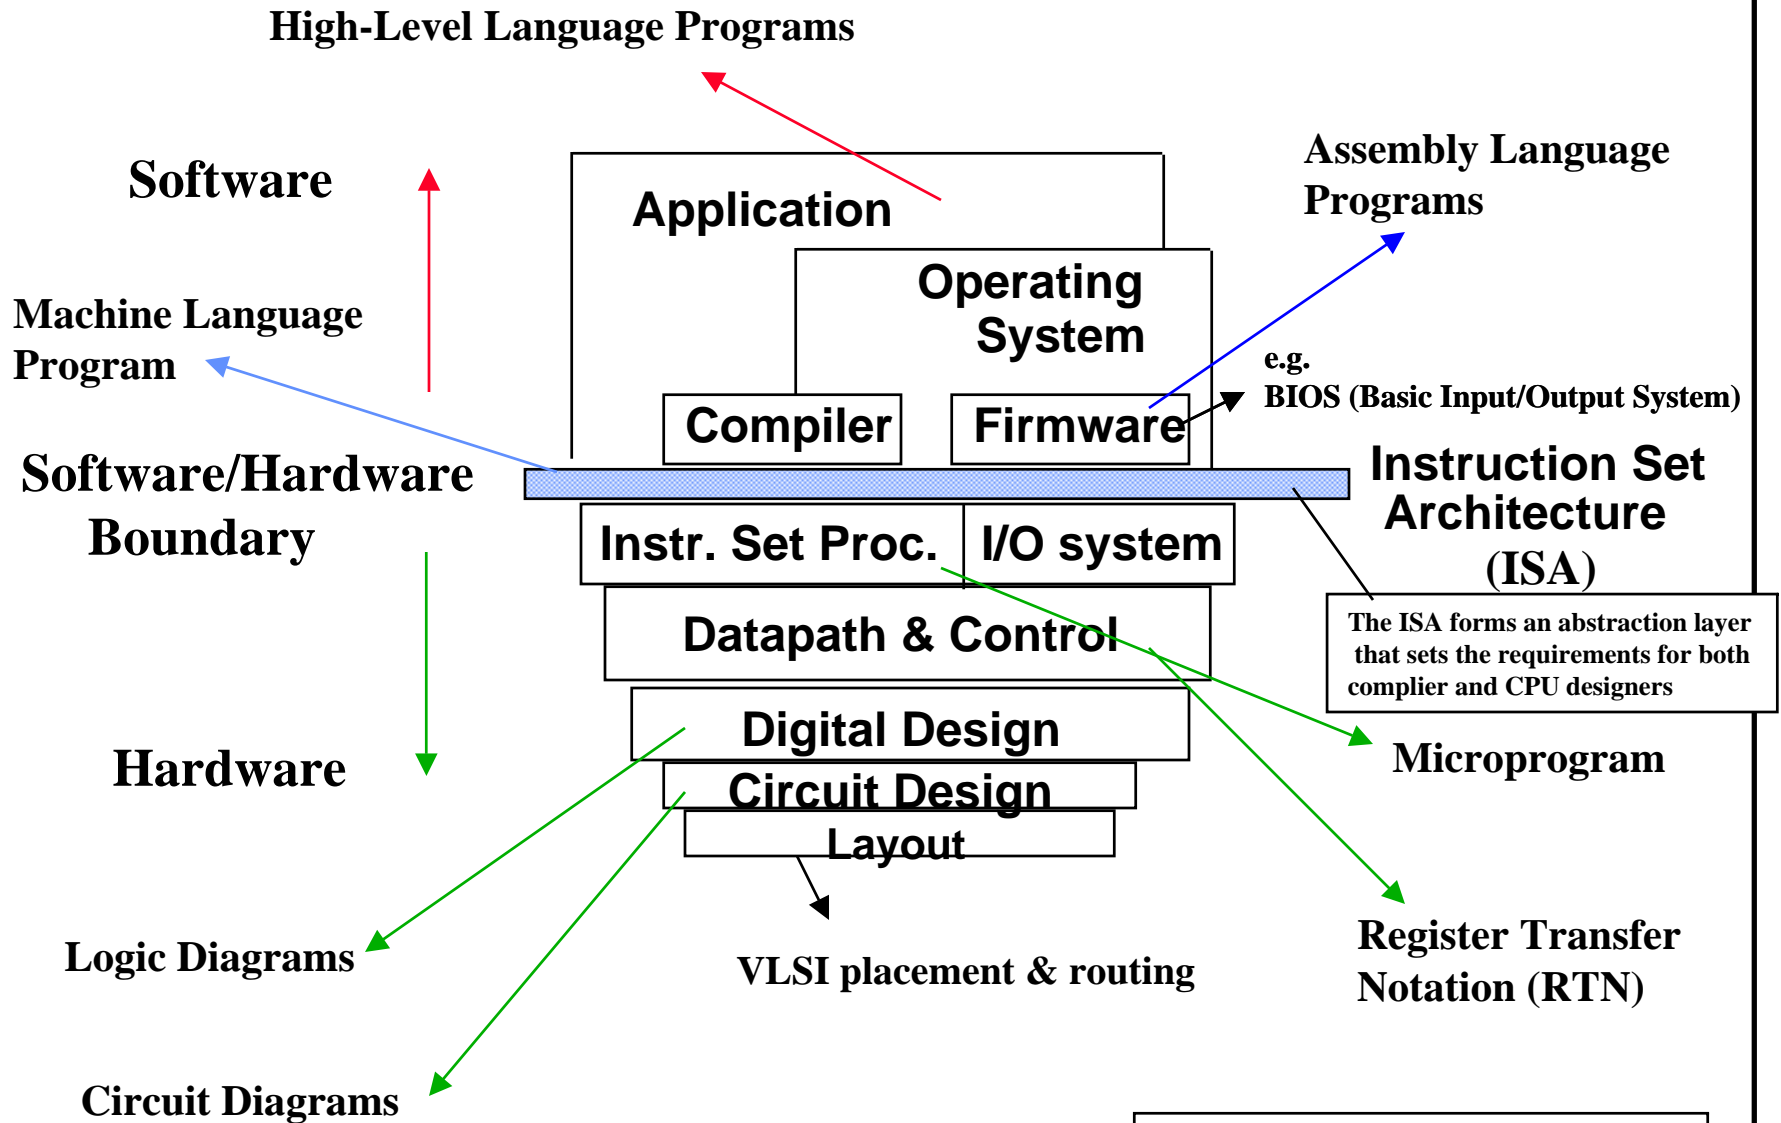 High-Level Language Programs
Software
Application
Assembly Language
Programs
Operating
System
Machine Language
Program
e.g.
BIOS (Basic Input/Output System)
Compiler
Firmware
Software/Hardware
Boundary
Instruction Set
Architecture
(ISA)
Instr. Set Proc.
I/O system
The ISA forms an abstraction layer
that sets the requirements for both
complier and CPU designers
Datapath & Control
Digital Design
Microprogram
Hardware
Circuit Design
Layout
Logic Diagrams
VLSI placement & routing
Register Transfer
Notation (RTN)
Circuit Diagrams